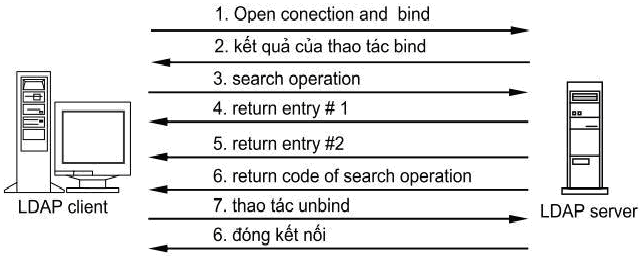 1. Open conection and bind
2. kết quả của thao tác bind
3. search operation
4. return entry # 1
5. return entry #2
6. return code of search operation
7. thao tác unbind
6. đóng kết nối
LDAP client
LDAP server